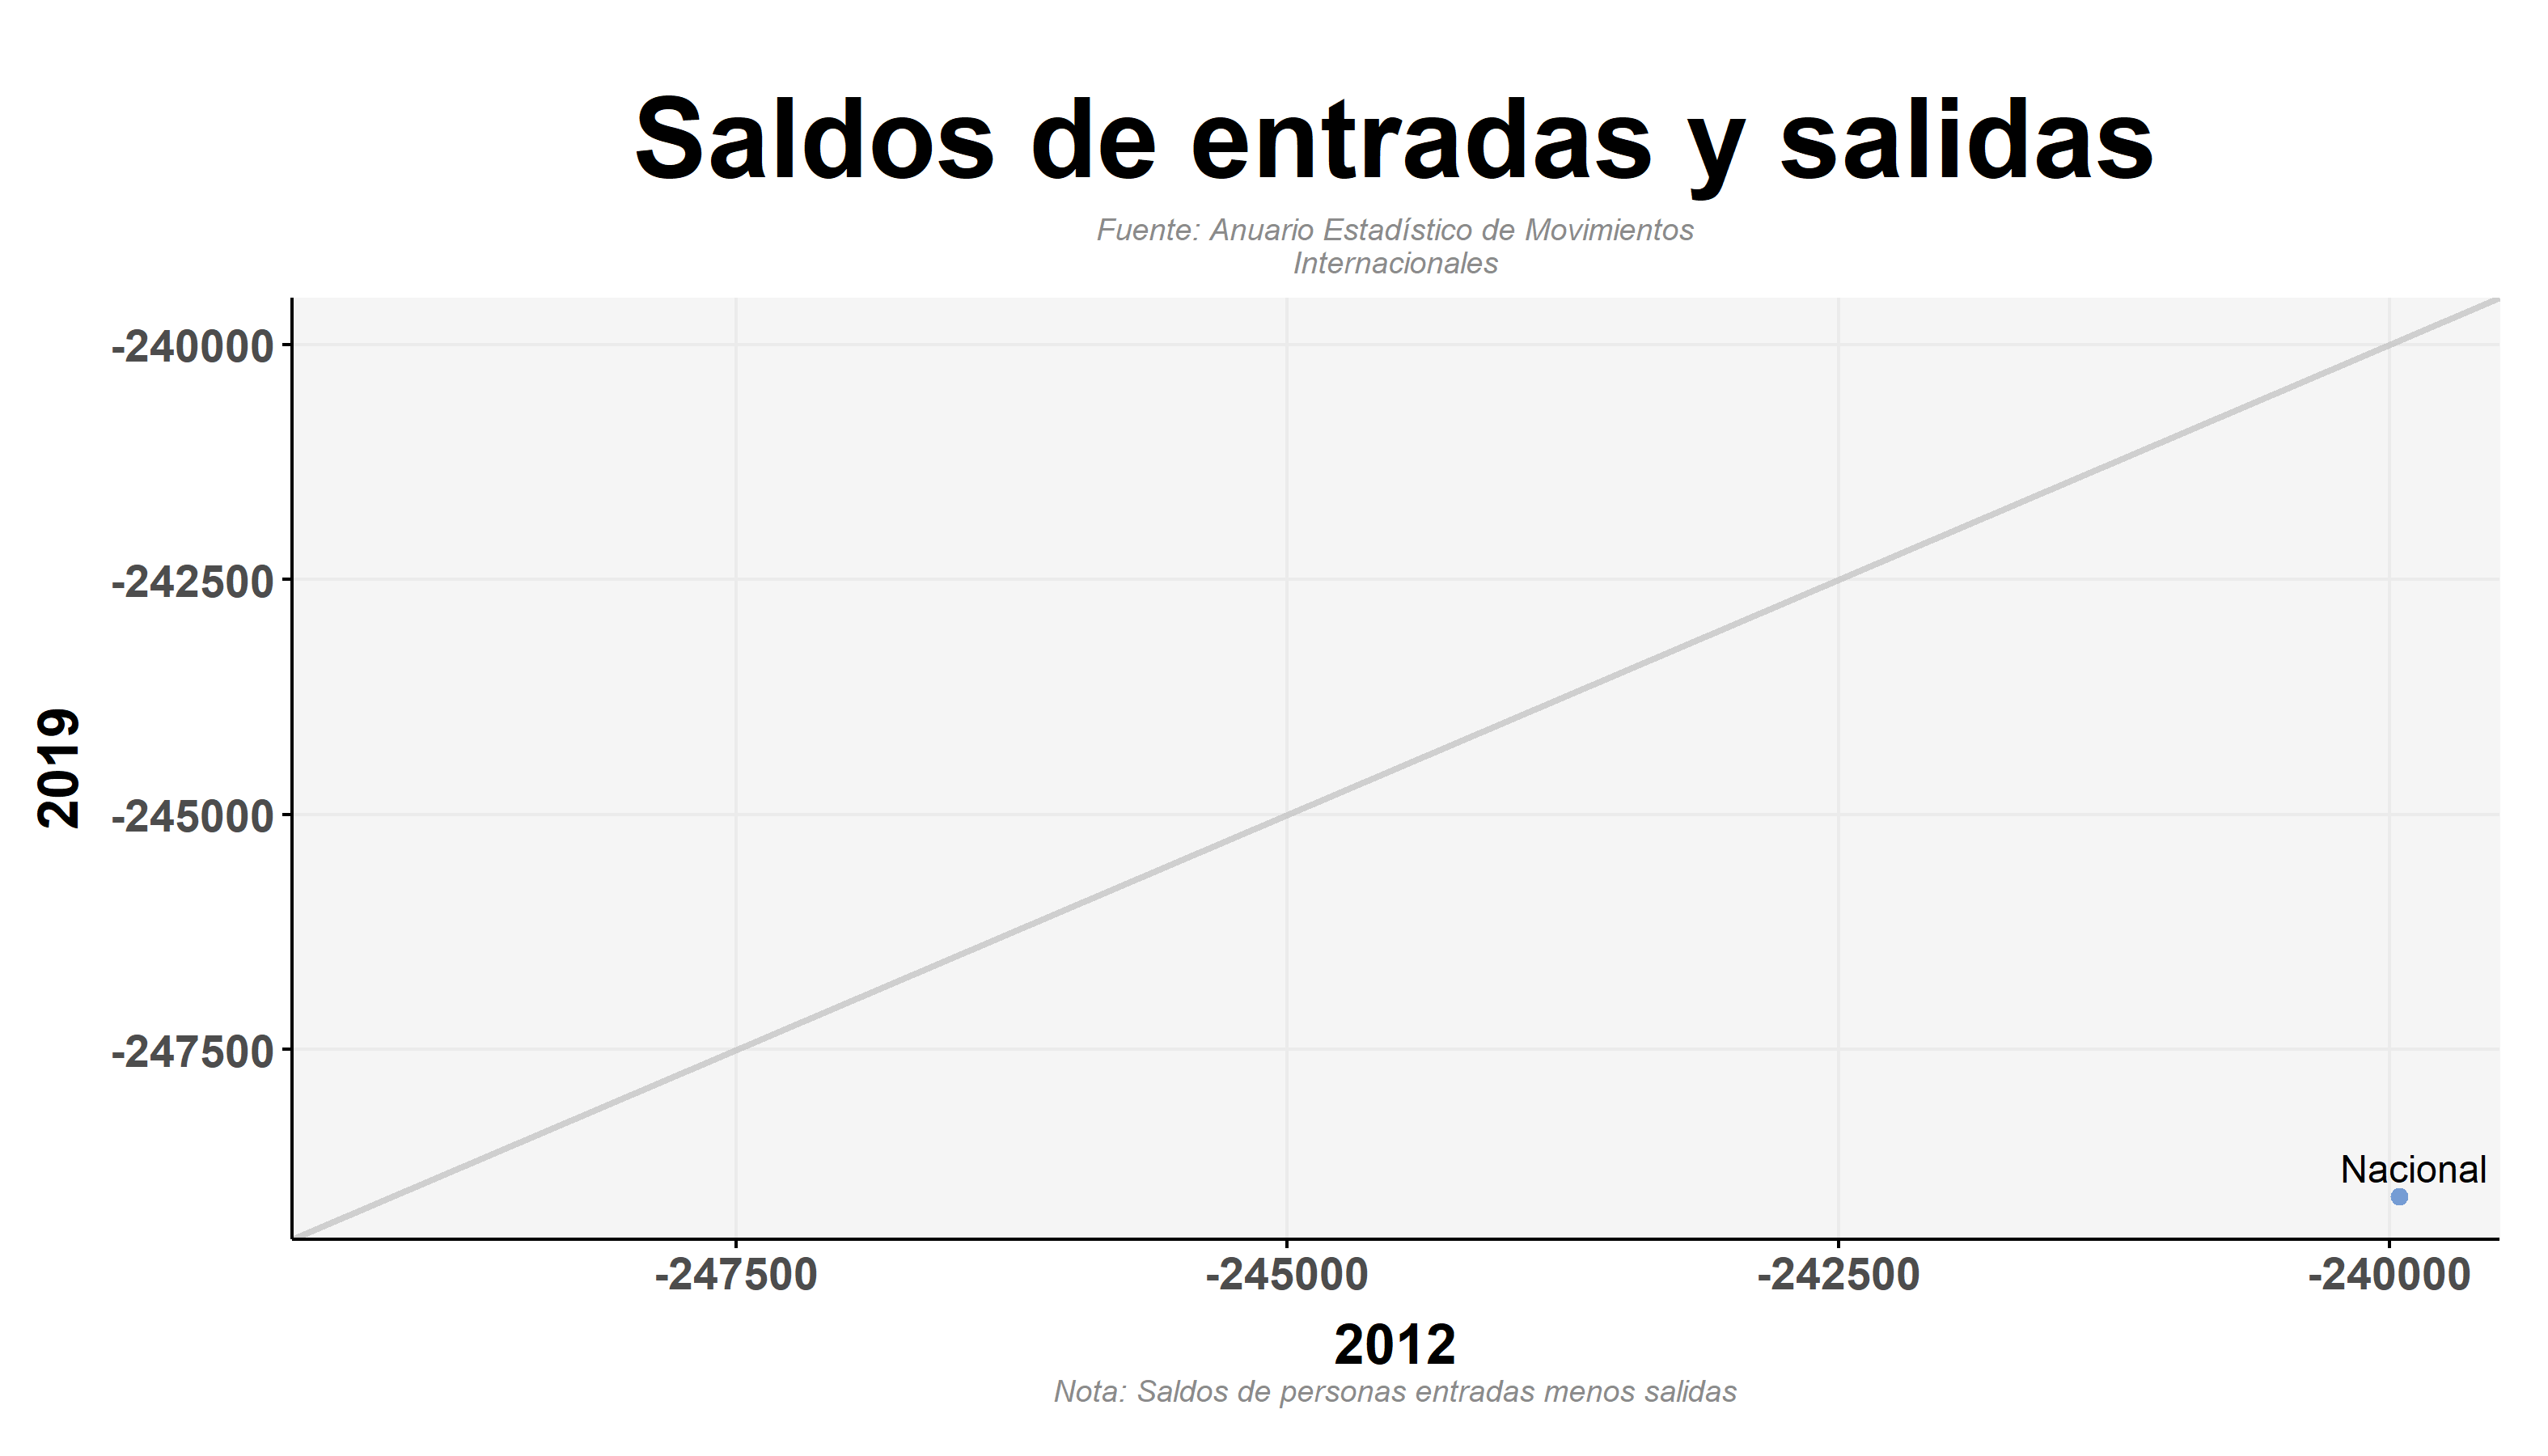 Saldos de entradas y salidas
Fuente: Anuario Estadístico de Movimientos
Internacionales
2019
-240000
-242500
-245000
-247500
Nacional
-247500
-245000
-242500
-240000
2012
Nota: Saldos de personas entradas menos salidas